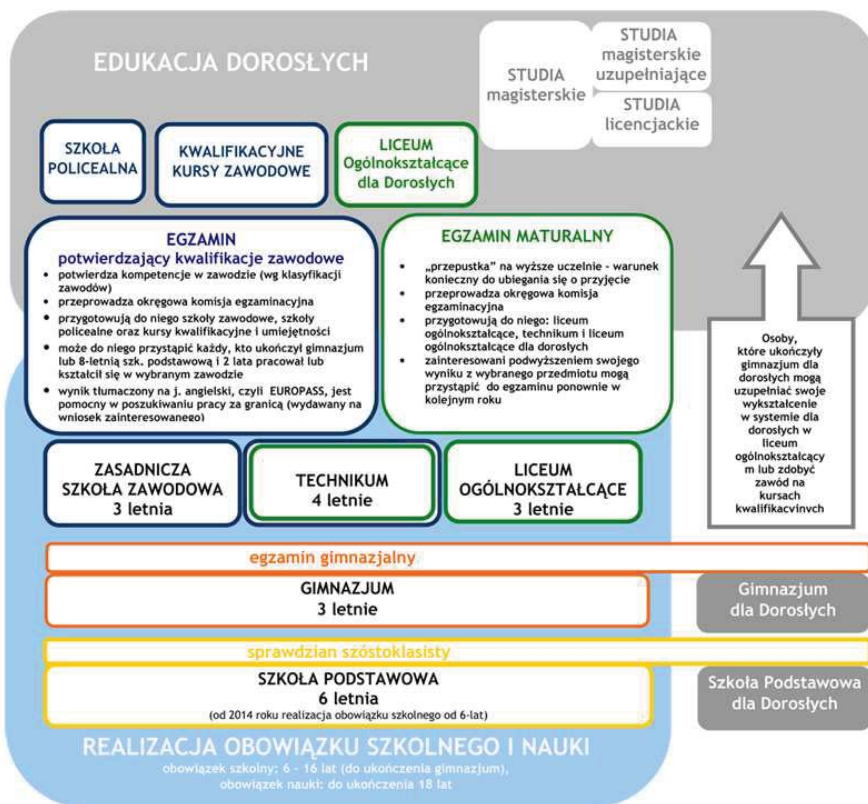 EDUKACJA DOROSŁYCH
STUDIA
magisterskie
STUDIA
magisterskie
uzupełniające
STUDIA
licencjackie
SZKOŁA
POLICEALNA
KWALIFIKACYJNE
KURSY ZAWODOWE
LICEUM
Ogólnokształcące
dla Dorosłych
EGZAMIN
potwierdzający kwalifikacje zawodowe
• potwierdza kompetencje w zawodzie (wg klasyfikacji
zawodów)
• przeprowadza okręgowa komisja egzaminacyjna
• przygotowują do niego szkoły zawodowe, szkoły
policealne oraz kursy kwalifikacyjne i umiejętności
• może do niego przystąpić każdy, kto ukończył gimnazjum
lub 8-letnią szk. podstawową i 2 lata pracował lub
kształcił się w wybranym zawodzie
• wynik tłumaczony na j. angielski, czyli EUROPASS, jest
pomocny w poszukiwaniu pracy za granicą (wydawany na
wniosek zainteresowanego)
EGZAMIN MATURALNY
• „przepustka” na wyższe uczelnie - warunek
konieczny do ubiegania się o przyjęcie
• przeprowadza okręgowa komisja
egzaminacyjna
• przygotowują do niego: liceum
ogólnokształcące, technikum i liceum
ogólnokształcące dla dorosłych
• zainteresowani podwyższeniem swojego
wyniku z wybranego przedmiotu mogą
przystąpić do egzaminu ponownie w
kolejnym roku
Osoby,
które ukończyły
gimnazjum dla
dorosłych mogą
uzupełniać swoje
wykształcenie
w systemie dla
dorosłych w
liceum
ogólnokształcący
m lub zdobyć
zawód na
kursach
kwalifikacyjnych
ZASADNICZA
SZKOŁA ZAWODOWA
3 letnia
TECHNIKUM
4 letnie
LICEUM
OGÓLNOKSZTAŁCĄCE
3 letnie
egzamin gimnazjalny
GIMNAZJUM
3 letnie
Gimnazjum
dla Dorosłych
sprawdzian szóstoklasisty
SZKOŁA PODSTAWOWA
6 letnia
(od 2014 roku realizacja obowiązku szkolnego od 6-lat)
Szkoła Podstawowa
dla Dorosłych
REALIZACJA OBOWIĄZKU SZKOLNEGO I NAUKI
obowiązek szkolny: 6 - 16 lat (do ukończenia gimnazjum),
obowiązek nauki: do ukończenia 18 lat